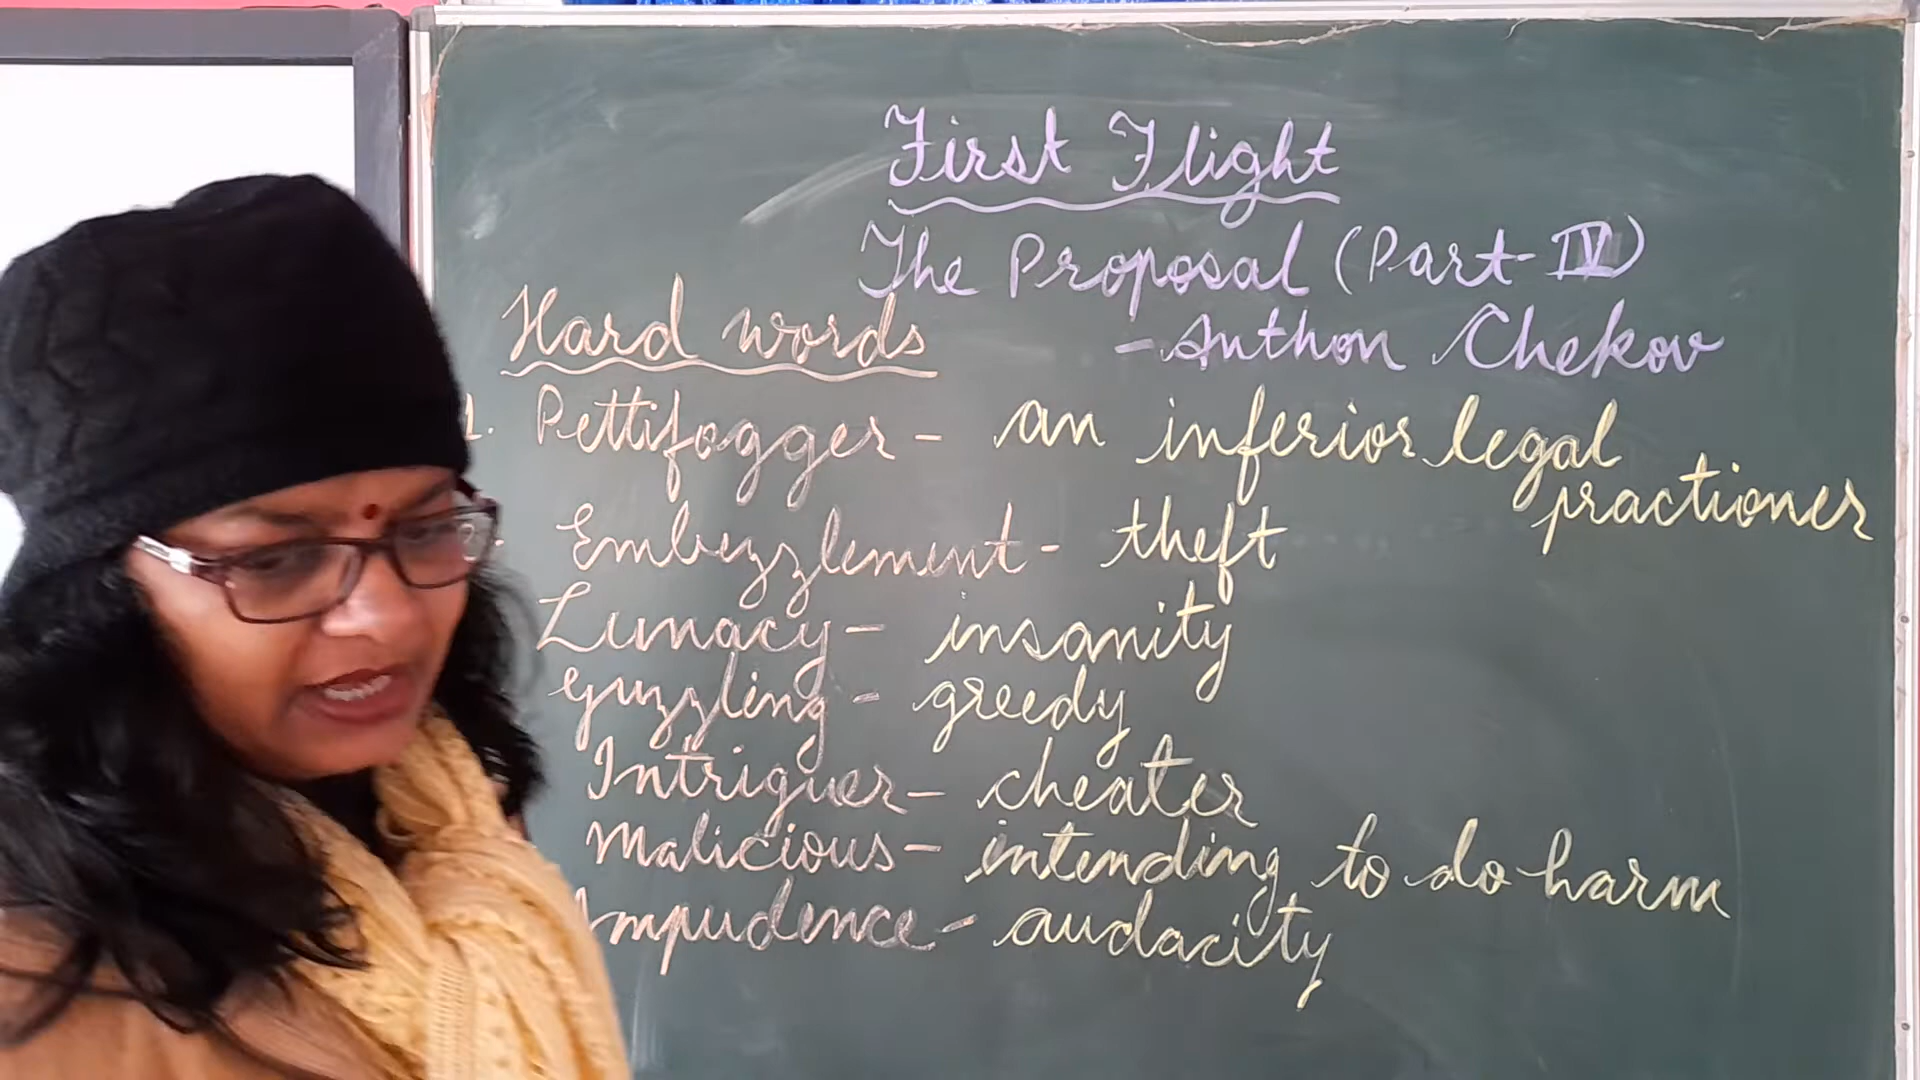 First Flight
The Proposal (Part-IV)
- Anthon Chekov
Hard words
1. Pettifogger - an inferior legal
practioner
Embezzlement - theft
Lunacy - insanity
Guzzling - greedy
Intriguer - cheater
Malicious - intending to do harm
Impudence - audacity